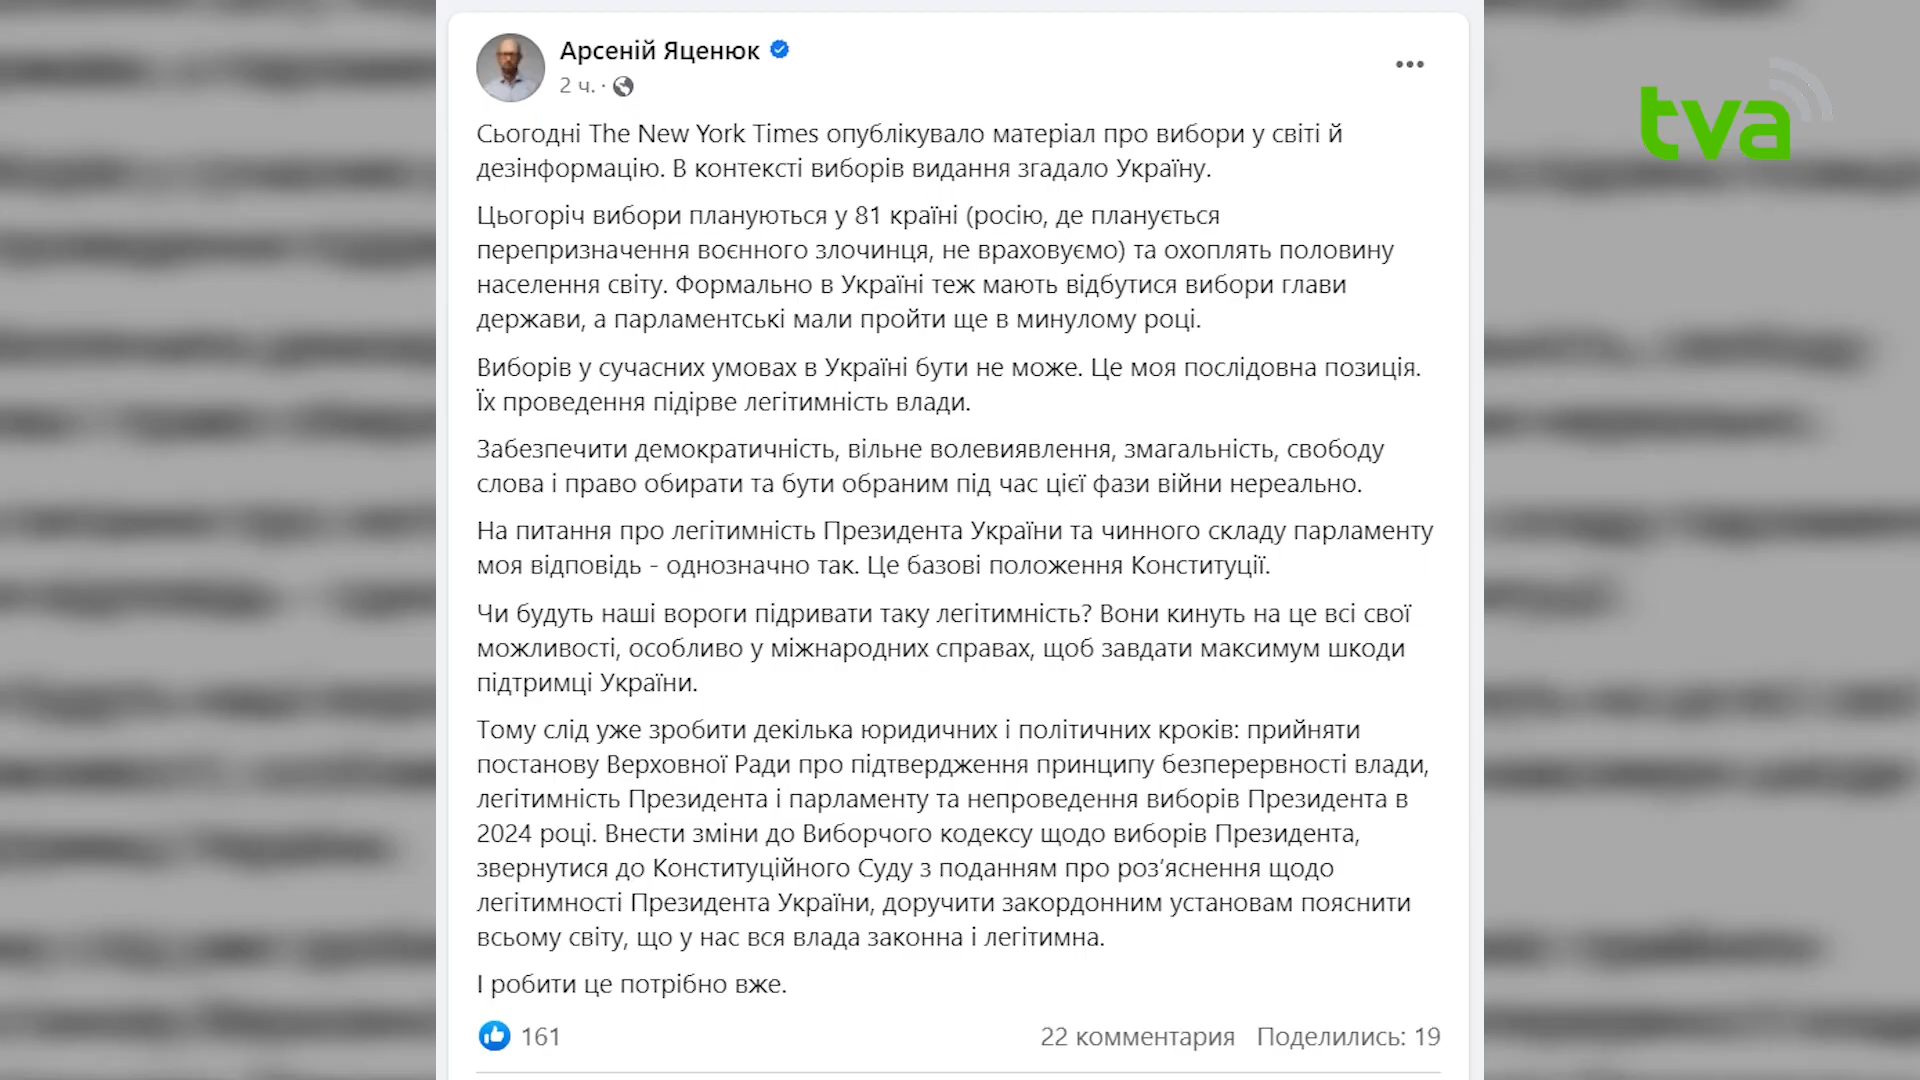 Арсеній Яценюк
2 ч. ·
tva
Сьогодні The New York Times опублікувало матеріал про вибори у світі й
дезінформацію. В контексті виборів видання згадало Україну.
Цьогоріч вибори плануються у 81 країні (росію, де планується
перепризначення воєнного злочинця, не враховуємо) та охоплять половину
населення світу. Формально в Україні теж мають відбутися вибори глави
держави, а парламентські мали пройти ще в минулому році.
Виборів у сучасних умовах в Україні бути не може. Це моя послідовна позиція.
Їх проведення підірве легітимність влади.
Забезпечити демократичність, вільне волевиявлення, змагальність, свободу
слова і право обирати та бути обраним під час цієї фази війни нереально.
На питання про легітимність Президента України та чинного складу парламенту
моя відповідь - однозначно так. Це базові положення Конституції.
Чи будуть наші вороги підривати таку легітимність? Вони кинуть на це всі свої
можливості, особливо у міжнародних справах, щоб завдати максимум шкоди
підтримці України.
Тому слід уже зробити декілька юридичних і політичних кроків: прийняти
постанову Верховної Ради про підтвердження принципу безперервності влади,
легітимність Президента і парламенту та непроведення виборів Президента в
2024 році. Внести зміни до Виборчого кодексу щодо виборів Президента,
звернутися до Конституційного Суду з поданням про роз’яснення щодо
легітимності Президента України, доручити закордонним установам пояснити
всьому світу, що у нас вся влада законна і легітимна.
І робити це потрібно вже.
161
22 комментария Поделились: 19